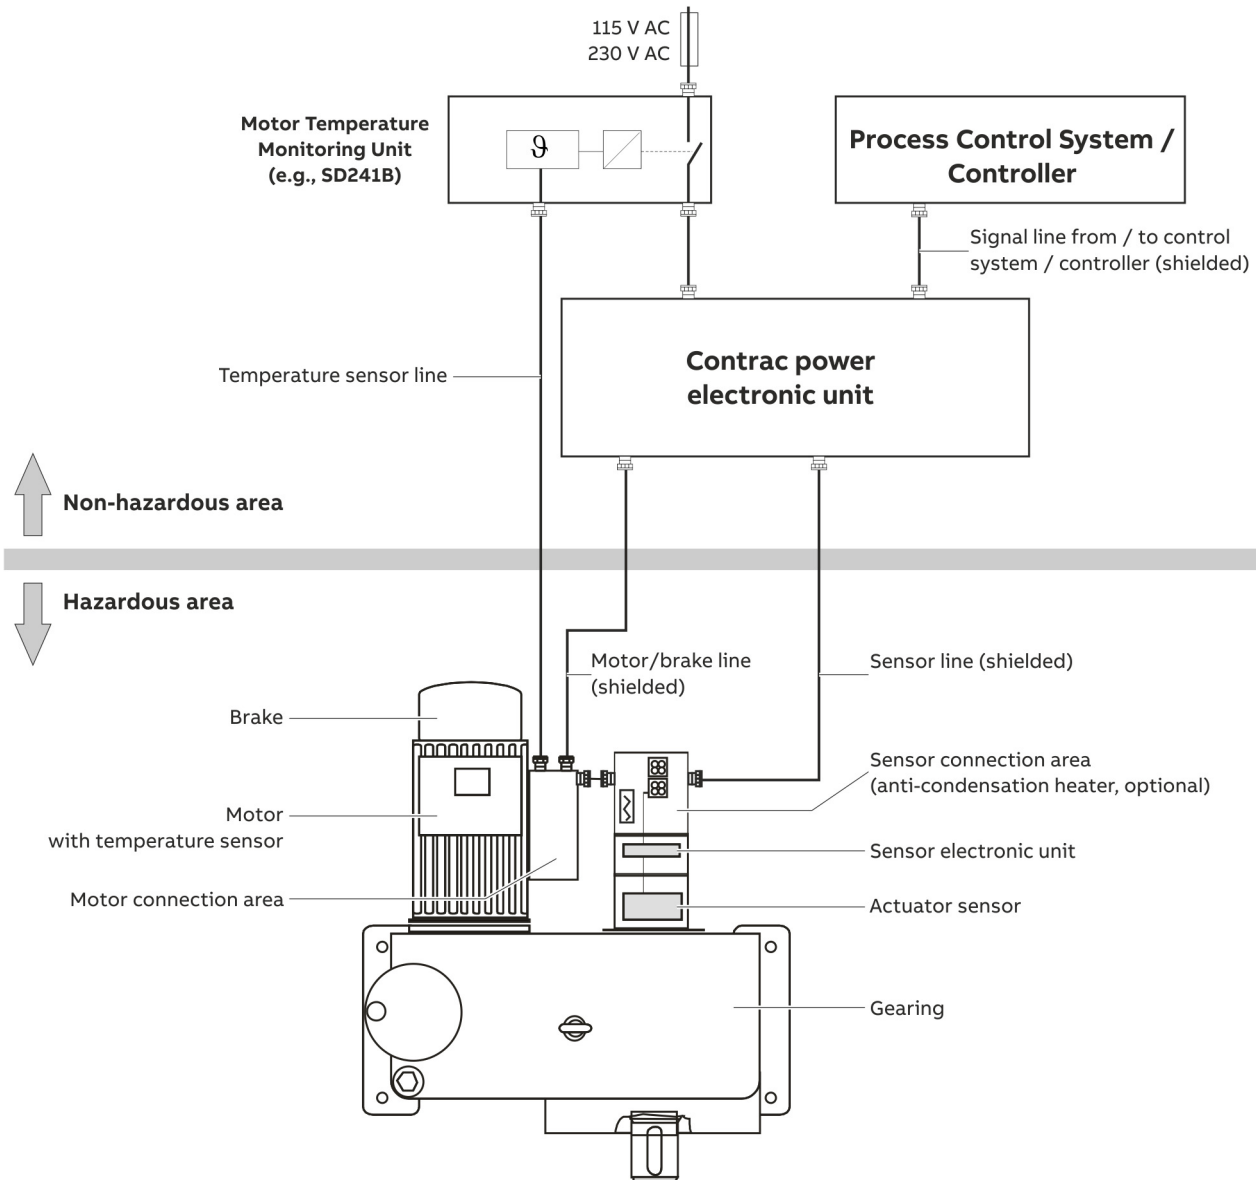 115 V AC
230 V AC
Motor Temperature
Monitoring Unit
(e.g., SD241B)
ϑ
Process Control System /
Controller
Signal line from / to control
system / controller (shielded)
Contrac power
electronic unit
Temperature sensor line
Non-hazardous area
Hazardous area
Motor/brake line
(shielded)
Sensor line (shielded)
Brake
Sensor connection area
(anti-condensation heater, optional)
Motor
with temperature sensor
Sensor electronic unit
Motor connection area
Actuator sensor
Gearing